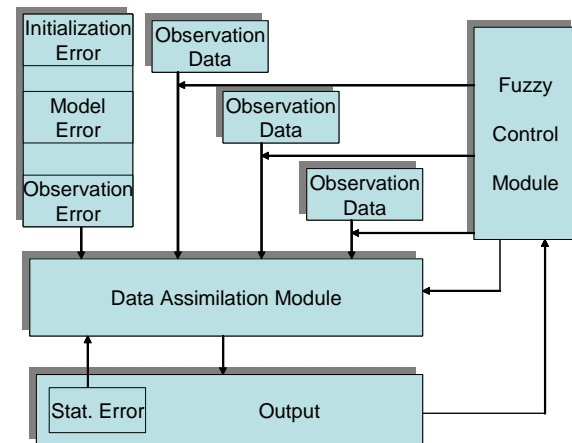 Initialization
Error
Model
Error
Observation
Error
Observation
Data
Observation
Data
Observation
Data
Fuzzy
Control
Module
Data Assimilation Module
Stat. Error
Output